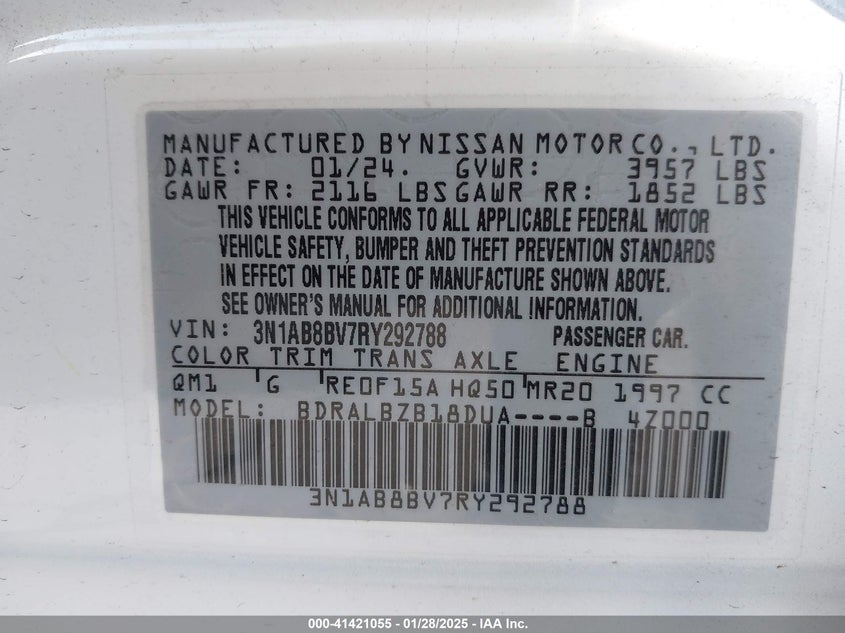 MANUFACTURED BY NISSAN MOTOR CO., LTD.
DATE: 01/24. GVWR: 3957 LBS
GAWR FR: 2116 LBS GAWR RR: 1852 LBS
THIS VEHICLE CONFORMS TO ALL APPLICABLE FEDERAL MOTOR
VEHICLE SAFETY, BUMPER AND THEFT PREVENTION STANDARDS
IN EFFECT ON THE DATE OF MANUFACTURE SHOWN ABOVE.
SEE OWNER'S MANUAL FOR ADDITIONAL INFORMATION.
VIN: 3N1AB8BV7RY292788 PASSENGER CAR.
COLOR TRIM TRANS AXLE ENGINE
QM1 G RE0F15A HQ50 MR20 1997 CC
MODEL: BDRALBZB18DUA----B 4Z000
3N1AB8BV7RY292788
000-41421055 - 01/28/2025 - IAA Inc.